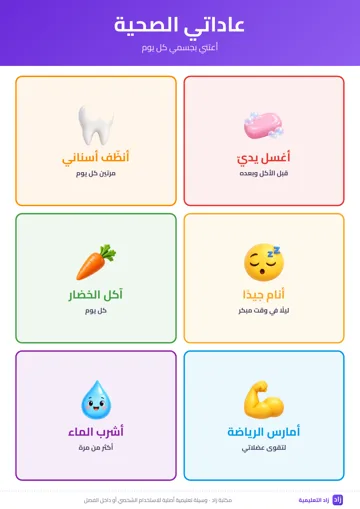 عاداتي الصحية
أعتني بجسمي كل يوم
أغسل يديّ
قبل الأكل وبعده
أنظّف أسناني
مرتين كل يوم
أنام جيدًا
ليلًا في وقت مبكر
آكل الخضار
كل يوم
أمارس الرياضة
لتقوى عضلاتي
أشرب الماء
أكثر من مرة
زاد زاد التعليمية
مكتبة زاد - وسيلة تعليمية أصلية للاستخدام الشخصي أو داخل الفصل